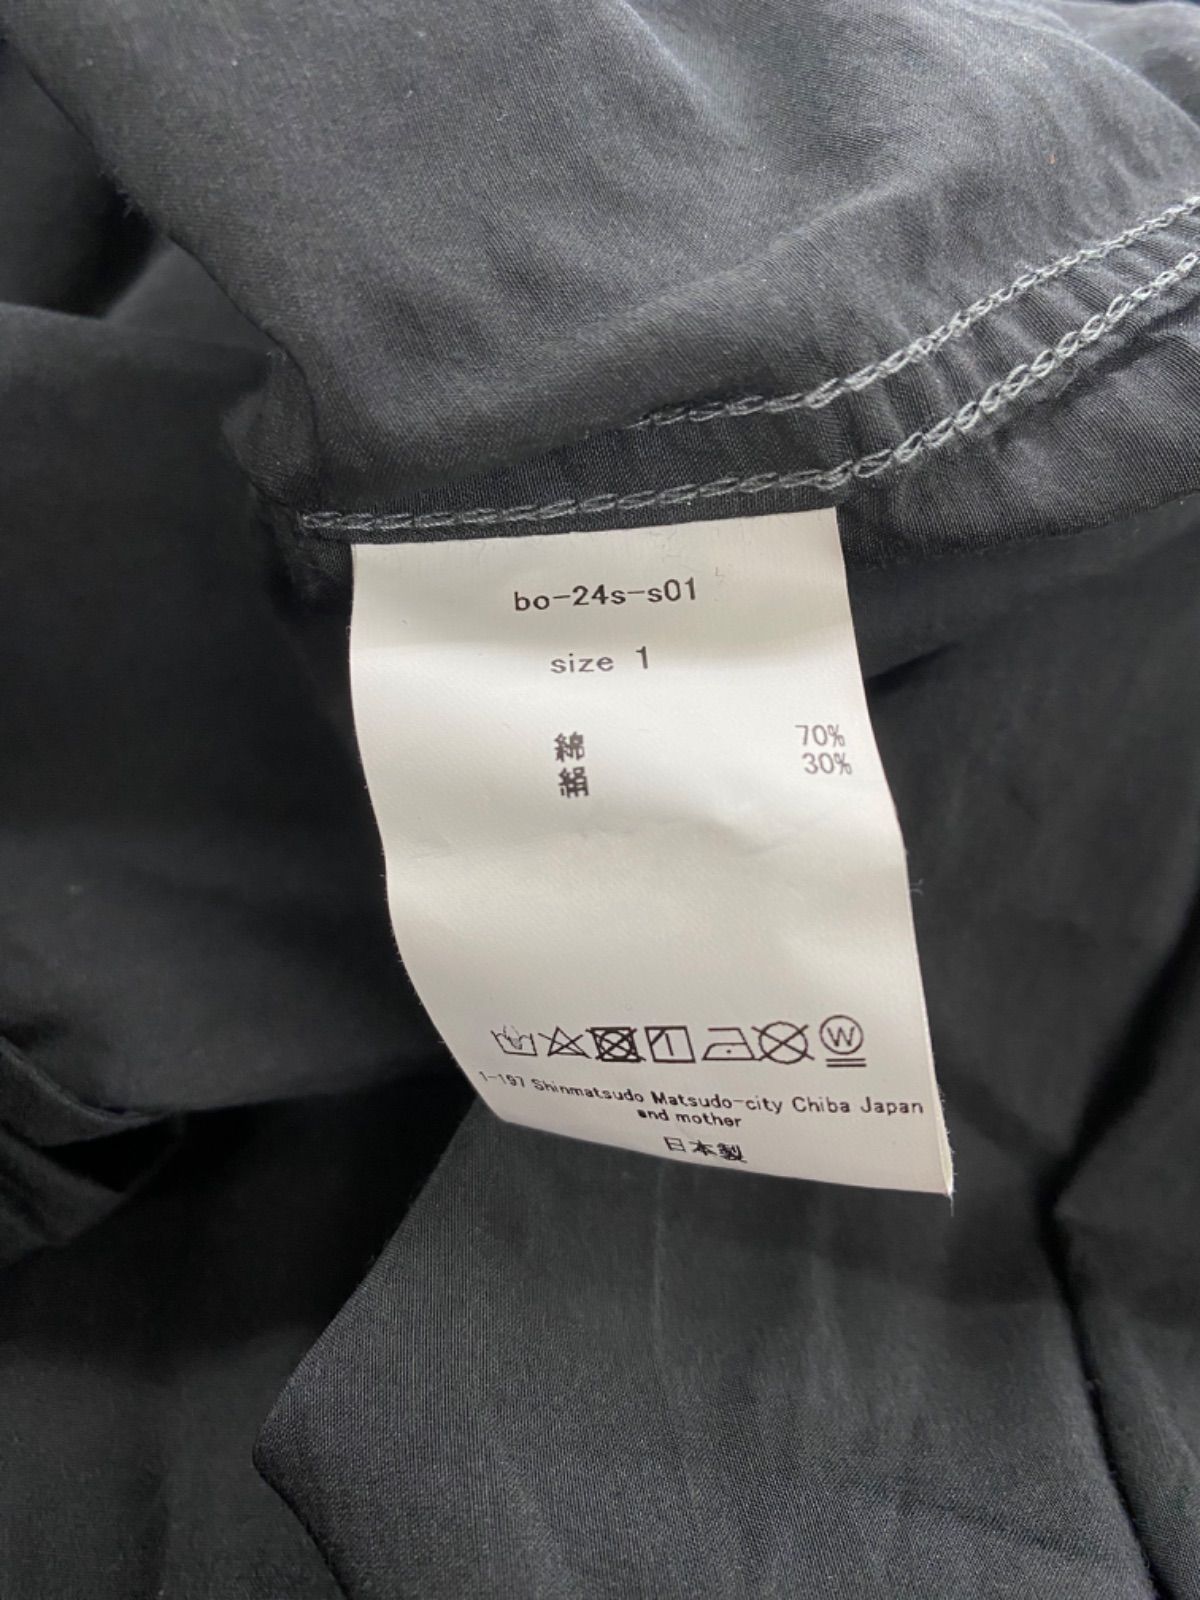 bo-24s-s01
size 1
綿 70%
絹 30%
W
1-197 Shinmatsudo Matsudo-city Chiba Japan
and mother
日本製